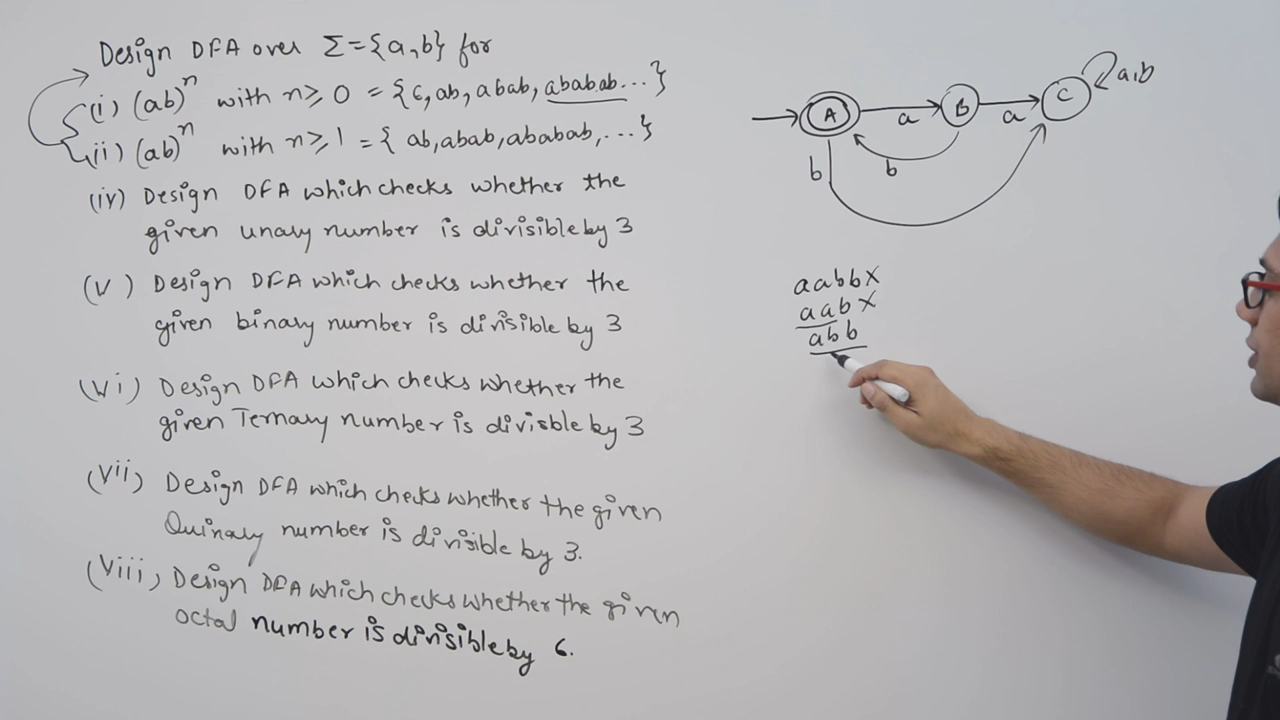 Design DFA over Σ={a,b} for
(i) (ab)ⁿ with n≥0 = {ε, ab, abab, ababab...}
(ii) (ab)ⁿ with n≥1 = { ab, abab, ababab, ...}
(iv) Design DFA which checks whether the
given unary number is divisible by 3
(v) Design DFA which checks whether the
given binary number is divisible by 3
(vi) Design DFA which checks whether the
given Ternary number is divisble by 3
(vii) Design DFA which checks whether the given
Quinary number is divisible by 3.
(viii) Design DFA which checks whether the given
octal number is divisible by 6.
A
a
B
a
C
a,b
b
b
aabb×
aab×
abb